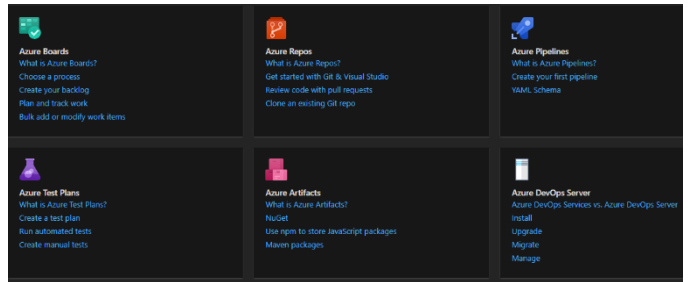 Azure Boards
What is Azure Boards?
Choose a process
Create your backlog
Plan and track work
Bulk add or modify work items
Azure Repos
What is Azure Repos?
Get started with Git & Visual Studio
Review code with pull requests
Clone an existing Git repo
Azure Pipelines
What is Azure Pipelines?
Create your first pipeline
YAML Schema
Azure Test Plans
What is Azure Test Plans?
Create a test plan
Run automated tests
Create manual tests
Azure Artifacts
What is Azure Artifacts?
NuGet
Use npm to store JavaScript packages
Maven packages
Azure DevOps Server
Azure DevOps Services vs. Azure DevOps Server
Install
Upgrade
Migrate
Manage